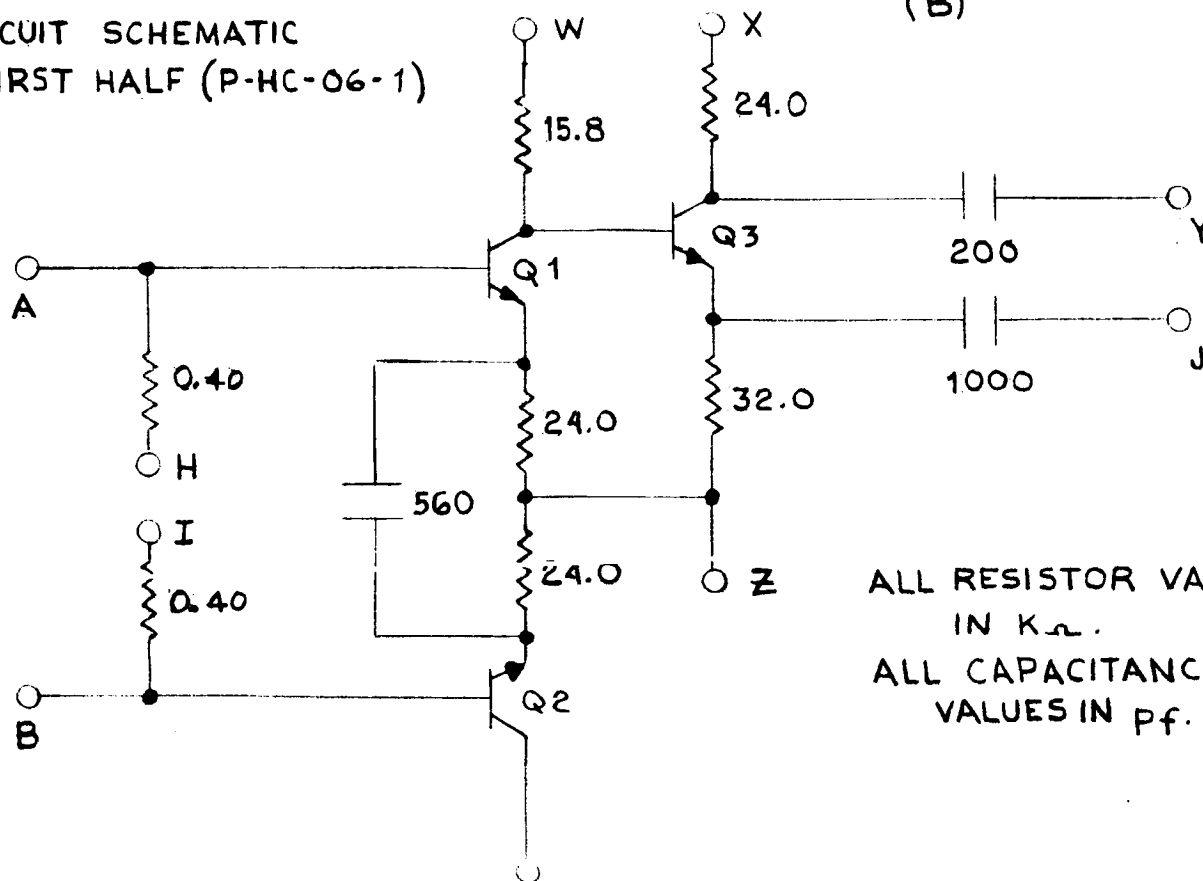 (B)
CUIT SCHEMATIC
IRST HALF (P-HC-06-1)
W
X
15.8
24.0
Q1
Q3
A
200
Y
0.40
1000
J
24.0
32.0
H
560
I
24.0
Z
0.40
ALL RESISTOR VA
IN KΩ.
ALL CAPACITANC
VALUES IN pf.
B
Q2